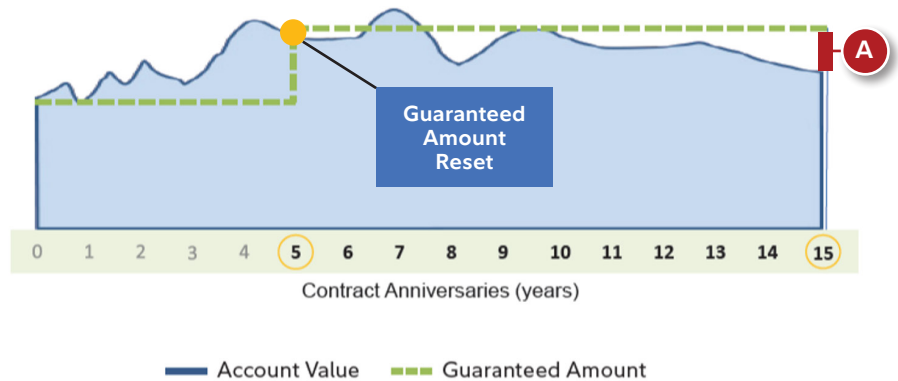 A
Guaranteed
Amount
Reset
0 1 2 3 4 5 6 7 8 9 10 11 12 13 14 15
Contract Anniversaries (years)
Account Value Guaranteed Amount